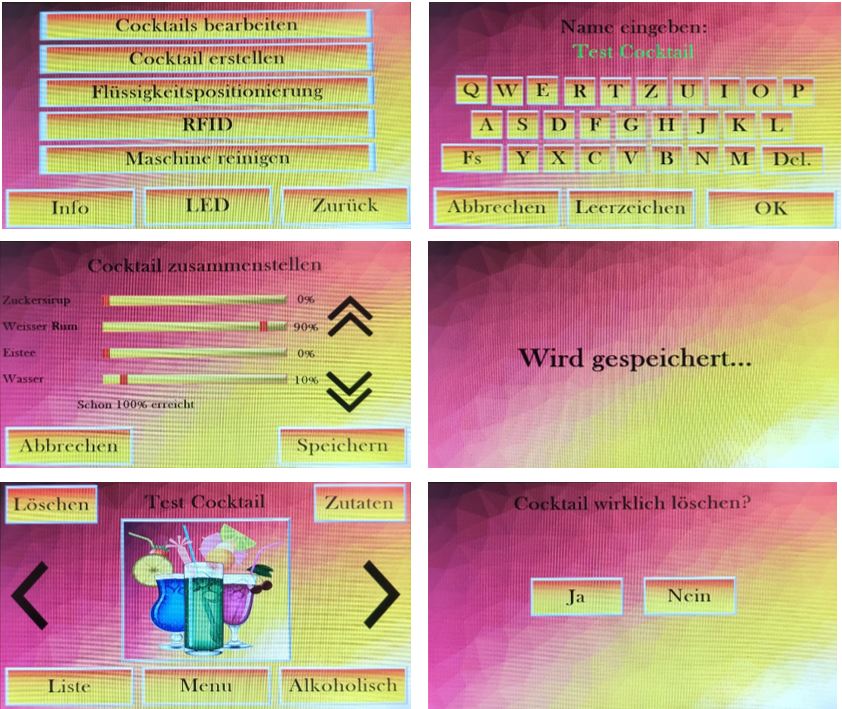 Cocktails bearbeiten
Cocktail erstellen
Flüssigkeitspositionierung
RFID
Maschine reinigen
Info LED Zurück
Name eingeben:
Test Cocktail
Q W E R T Z U I O P
A S D F G H J K L
Fs Y X C V B N M Del.
Abbrechen Leerzeichen OK
Cocktail zusammenstellen
Zuckersirup 0%
Weisser Rum 90%
Eistee 0%
Wasser 10%
Schon 100% erreicht
Abbrechen Speichern
Wird gespeichert...
Löschen Test Cocktail Zutaten
Liste Menu Alkoholisch
Cocktail wirklich löschen?
Ja Nein